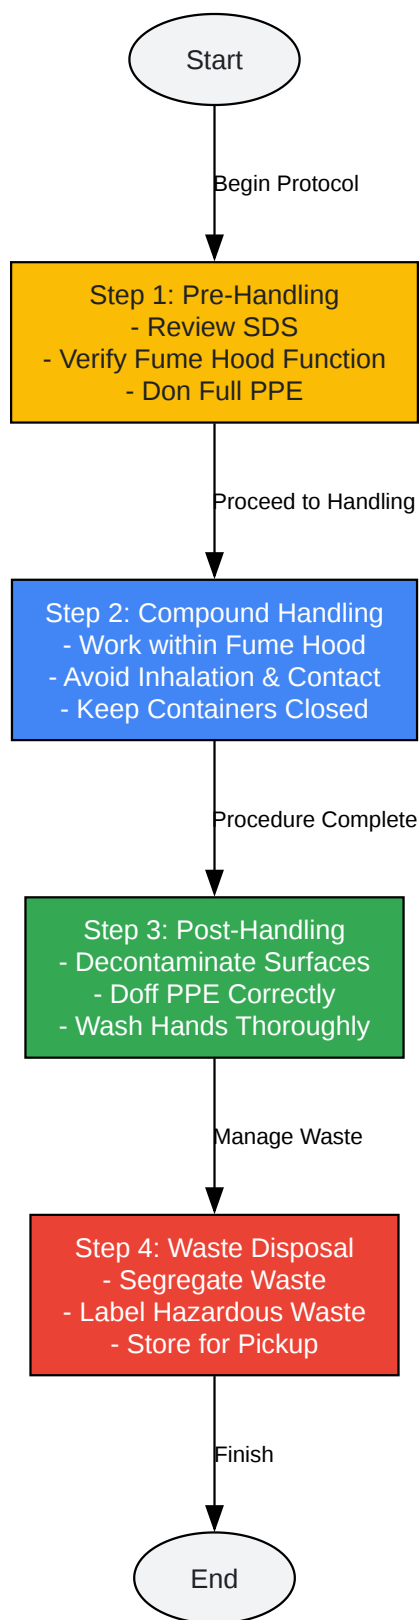 Start
Begin Protocol
Step 1: Pre-Handling
- Review SDS
- Verify Fume Hood Function
- Don Full PPE
Proceed to Handling
Step 2: Compound Handling
- Work within Fume Hood
- Avoid Inhalation & Contact
- Keep Containers Closed
Procedure Complete
Step 3: Post-Handling
- Decontaminate Surfaces
- Doff PPE Correctly
- Wash Hands Thoroughly
Manage Waste
Step 4: Waste Disposal
- Segregate Waste
- Label Hazardous Waste
- Store for Pickup
Finish
End